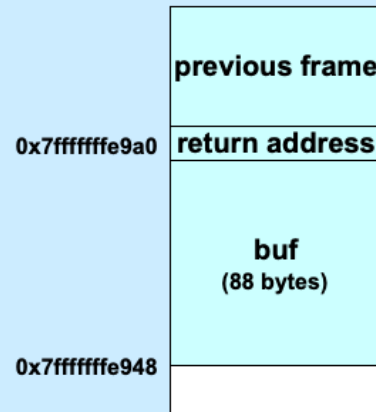 previous frame
0x7fffffffe9a0 return address
buf
(88 bytes)
0x7fffffffe948